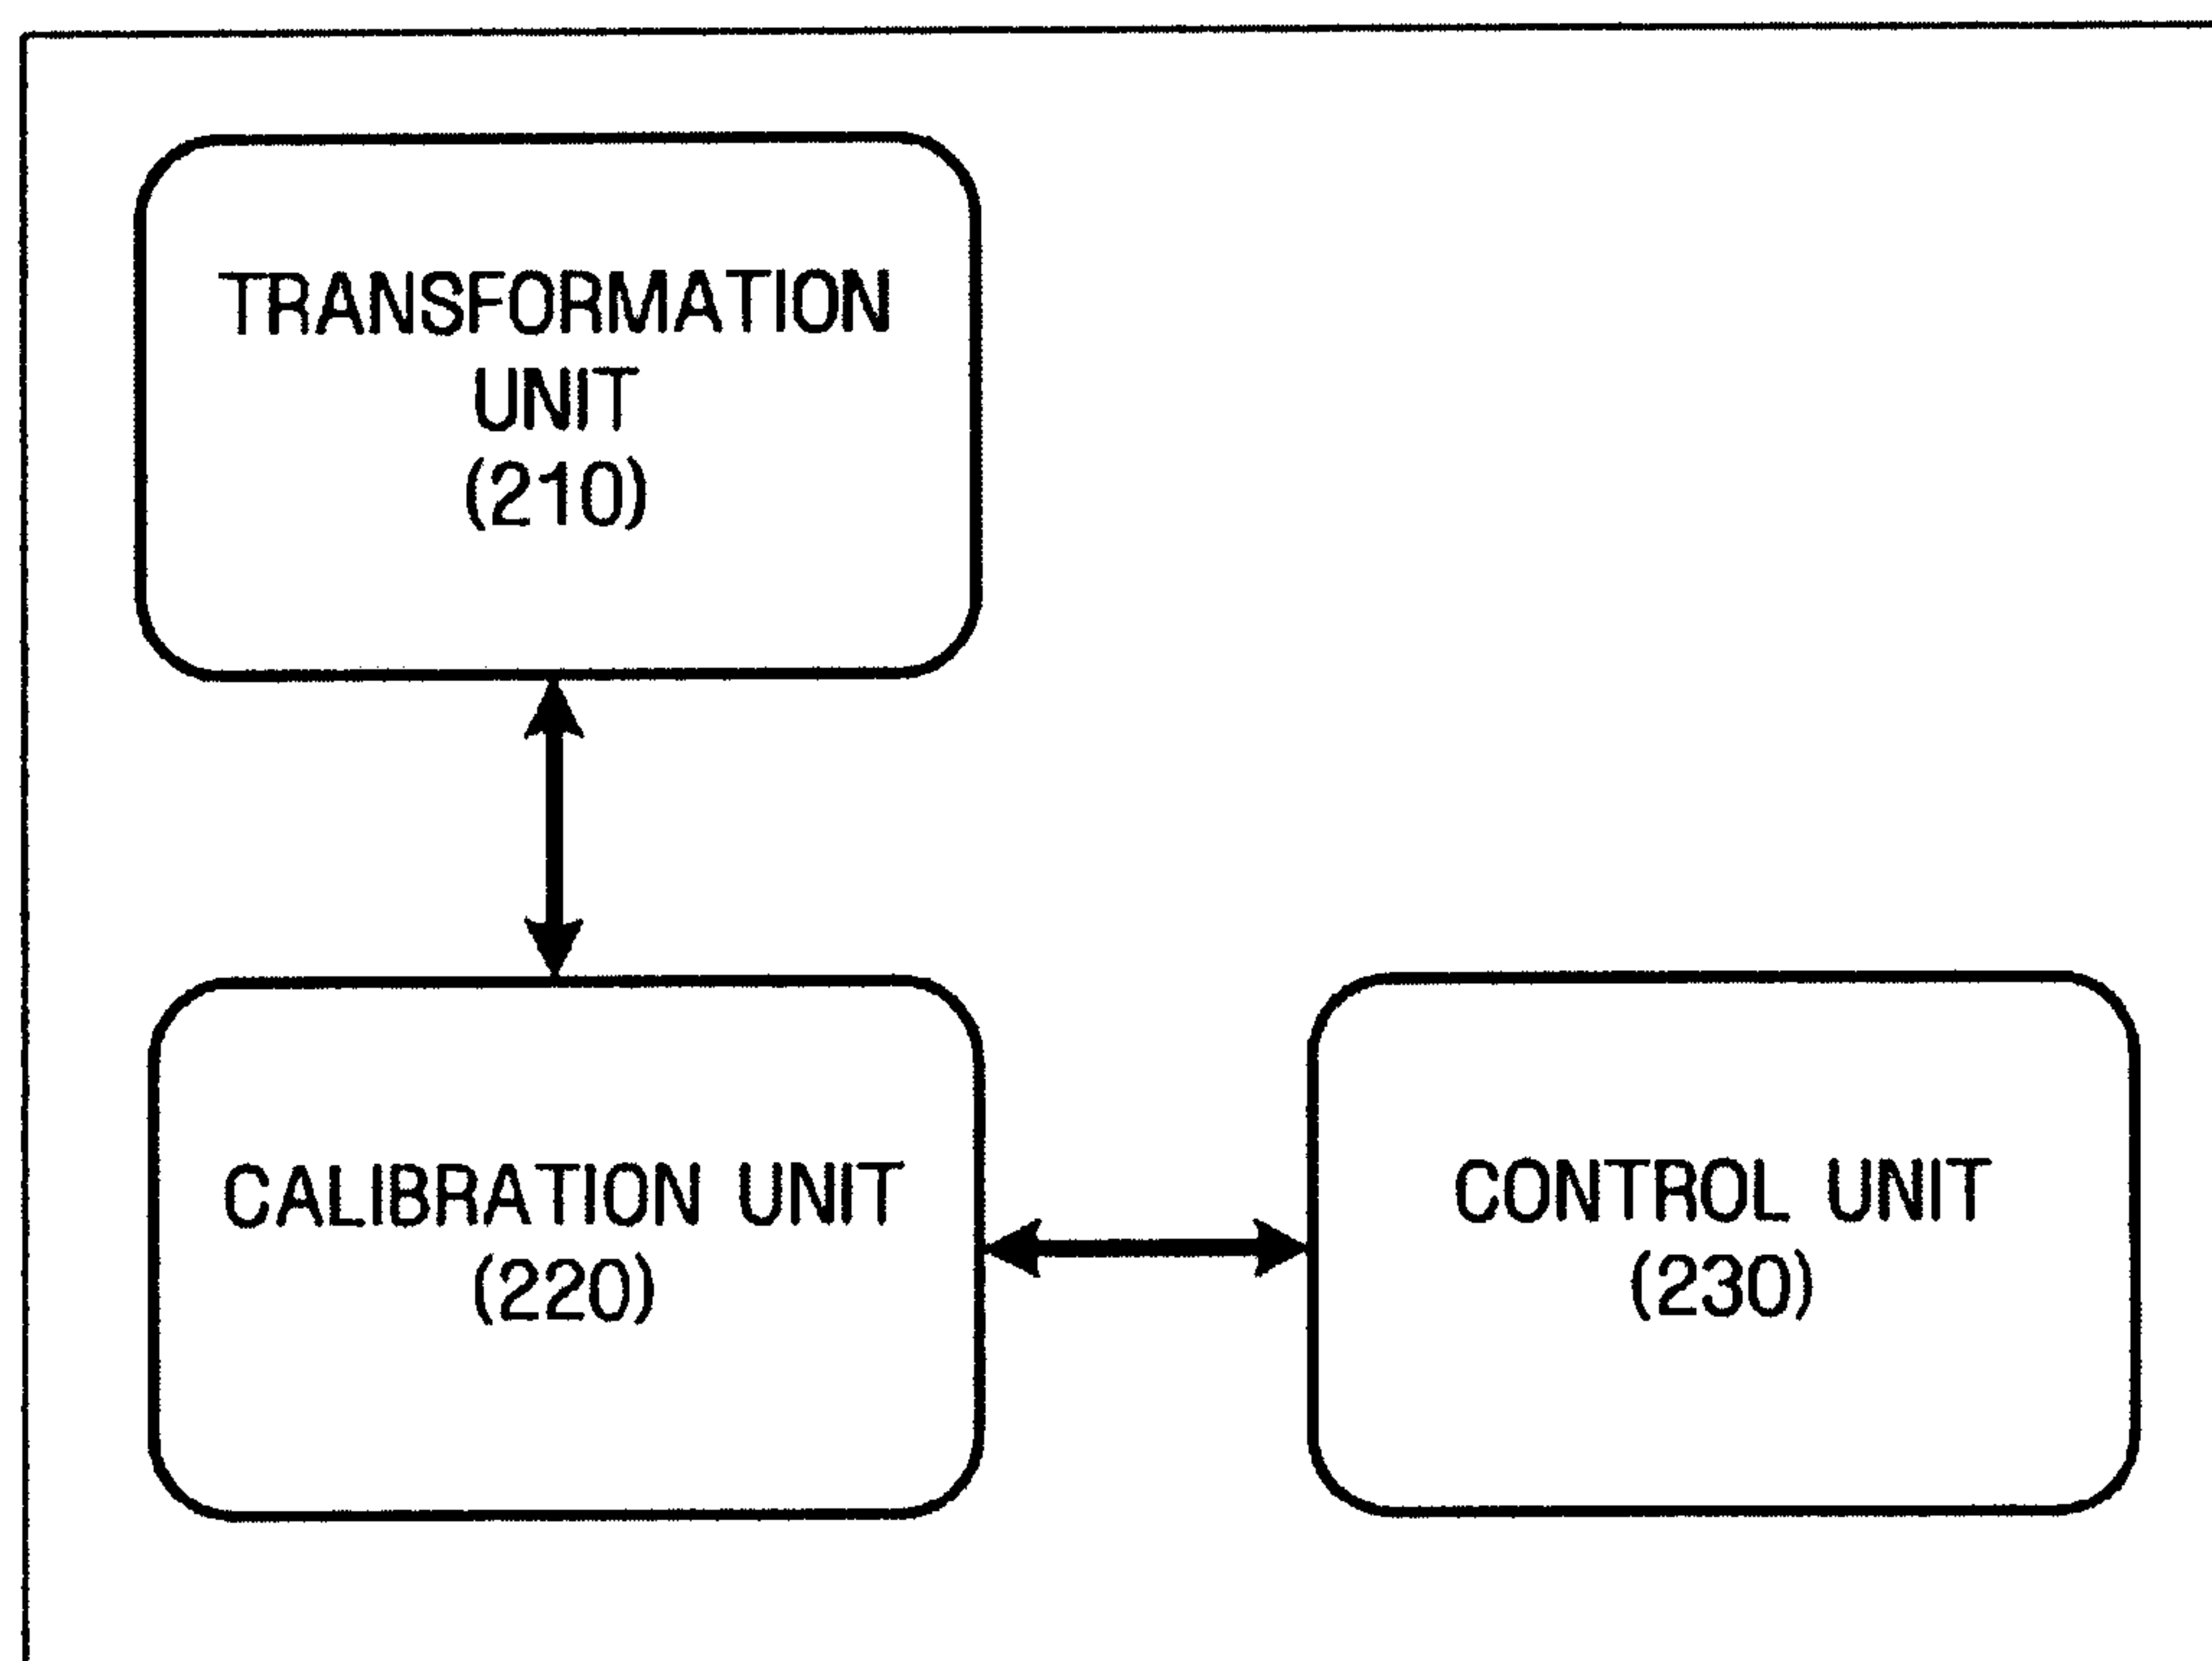 TRANSFORMATION
UNIT
(210)
CALIBRATION UNIT
(220)
CONTROL UNIT
(230)